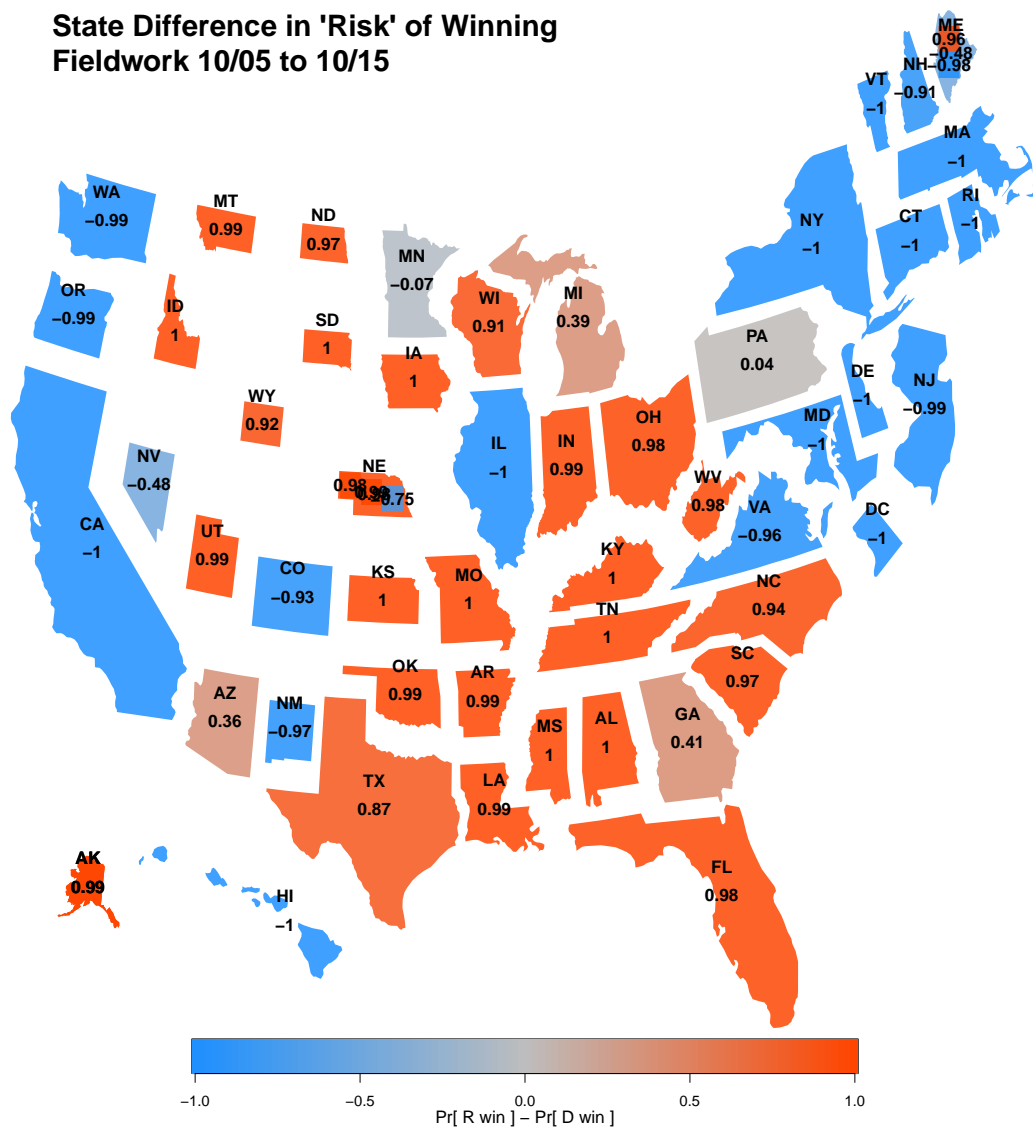 State Difference in 'Risk' of Winning
Fieldwork 10/05 to 10/15
ME
0.96
−0.48
−0.98
NH
−0.91
VT
−1
MA
−1
RI
−1
CT
−1
NY
−1
WA
−0.99
MT
0.99
ND
0.97
MN
−0.07
OR
−0.99
ID
1
SD
1
WI
0.91
MI
0.39
IA
1
PA
0.04
DE
−1
NJ
−0.99
WY
0.92
IL
−1
IN
0.99
OH
0.98
MD
−1
NV
−0.48
NE
0.98
WV
0.98
VA
−0.96
DC
−1
CA
−1
UT
0.99
CO
−0.93
KS
1
MO
1
KY
1
TN
1
NC
0.94
SC
0.97
AZ
0.36
NM
−0.97
OK
0.99
AR
0.99
MS
1
AL
1
GA
0.41
TX
0.87
LA
0.99
FL
0.98
AK
0.99
HI
−1
−1.0 −0.5 0.0 0.5 1.0
Pr[ R win ] − Pr[ D win ]